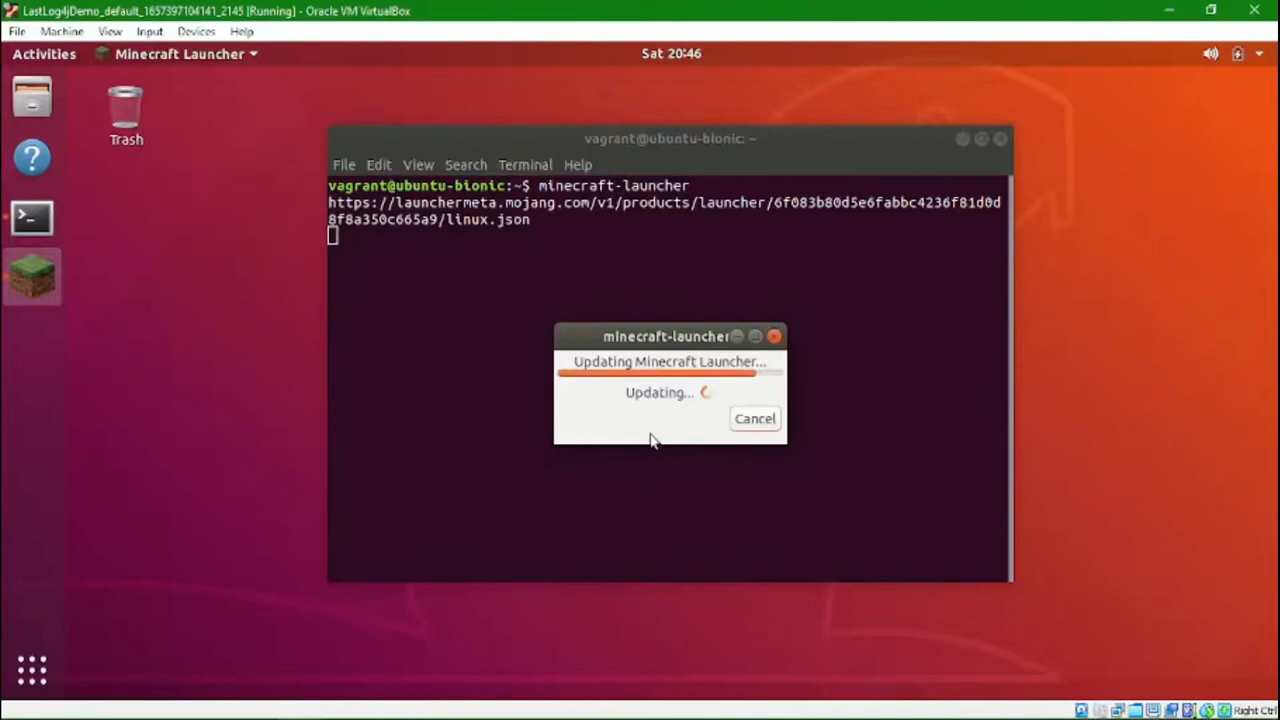 LastLog4jDemo_default_1657397104141_2145 [Running] - Oracle VM VirtualBox
File Machine View Input Devices Help
Activities Minecraft Launcher Sat 20:46
Trash
vagrant@ubuntu-bionic: ~
File Edit View Search Terminal Help
vagrant@ubuntu-bionic:~$ minecraft-launcher
https://launchermeta.mojang.com/v1/products/launcher/6f083b80d5e6fabbc4236f81d0d
8f8a350c665a9/linux.json
minecraft-launcher
Updating Minecraft Launcher...
Updating...
Cancel
Right Ctrl